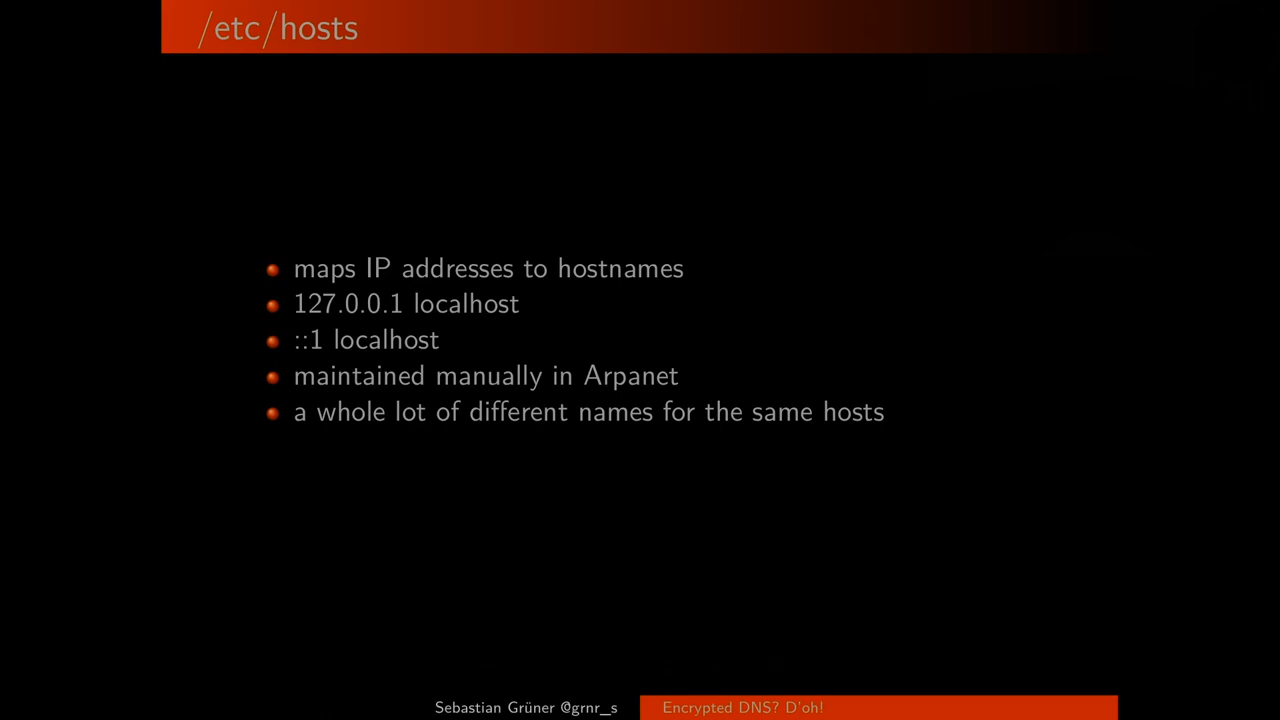 /etc/hosts
maps IP addresses to hostnames
127.0.0.1 localhost
::1 localhost
maintained manually in Arpanet
a whole lot of different names for the same hosts
Sebastian Grüner @grnr_s
Encrypted DNS? D'oh!